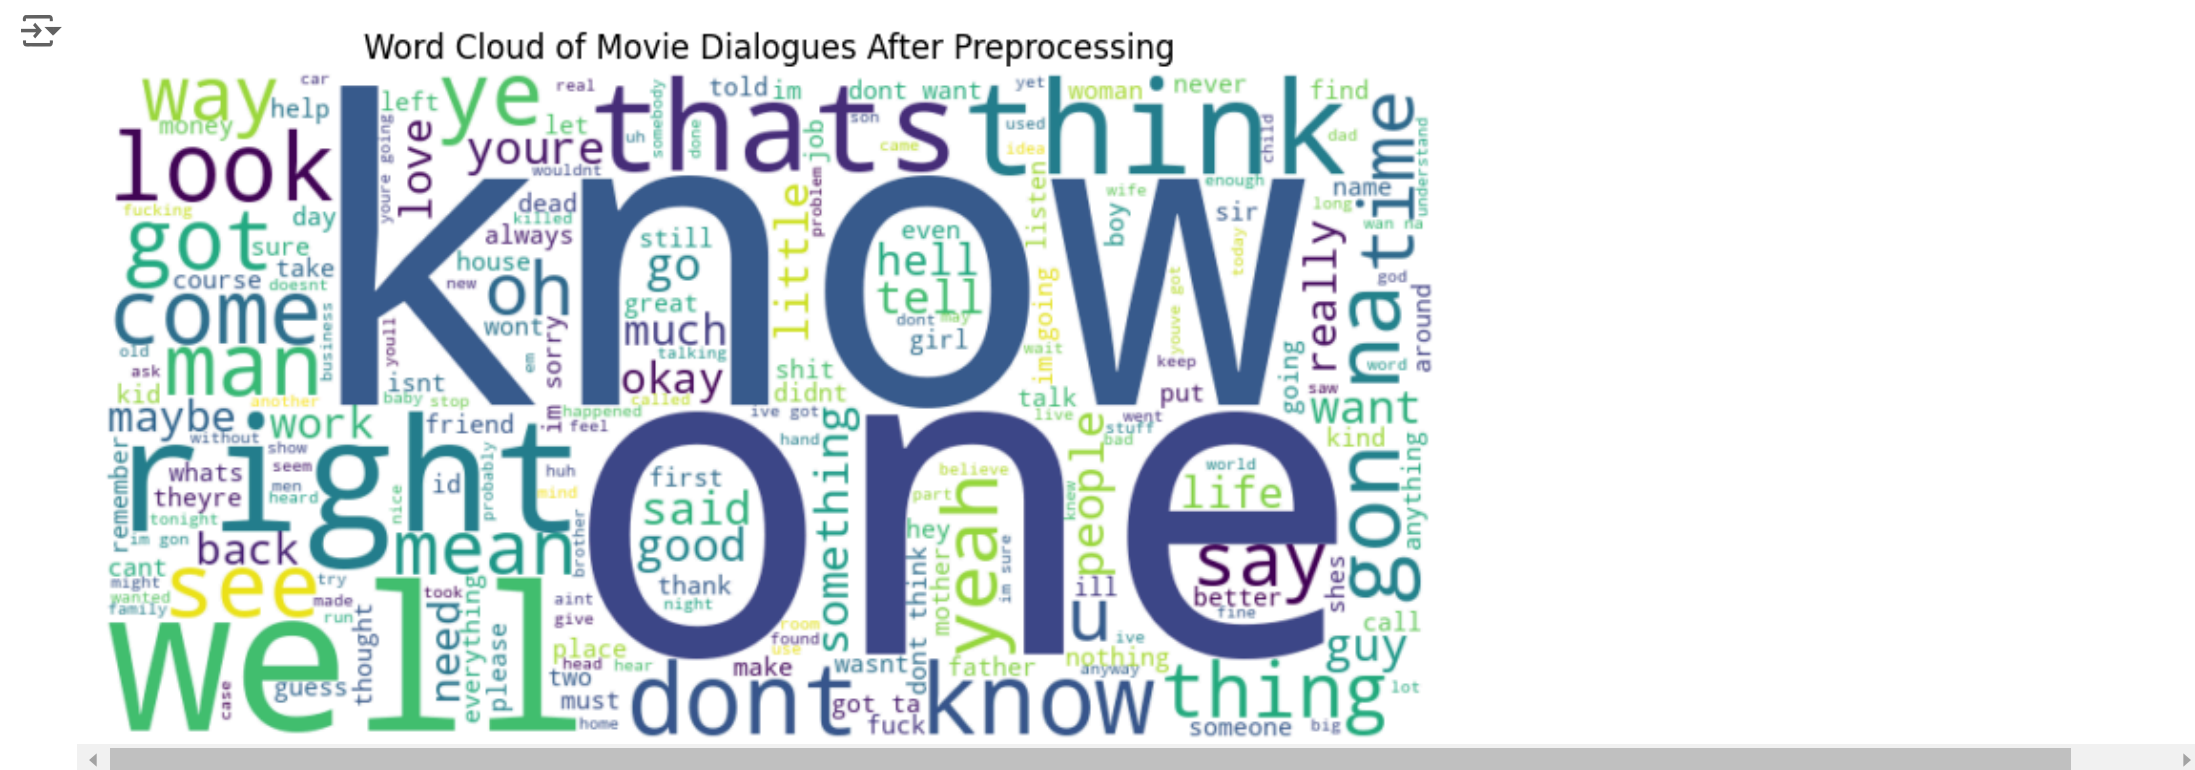 Word Cloud of Movie Dialogues After Preprocessing
way
car
help
money
look
left
ye
real
love
youre going
youre
let
uh
wouldnt
somebody
done
thats
told
im
dont want
son
came
job
problem
think
yet
woman
never
find
used
idea
child
dad
time
understand
know
fucking
day
got
sure
take
course
doesnt
come
business
old
ask
man
kid
another
dead
killed
always
house
new
oh
wont
em
im sorry
youll
isnt
baby
stop
still
go
great
much
talking
okay
called
little
shit
didnt
even
hell
tell
dont
may
girl
listen
im going
wait
talk
live
wife
boy
enough
sir
today
youve got
keep
put
went
name
long
wan na
really
god
around
word
saw
going
want
na
gon
maybe
work
friend
happened
feel
ive got
hand
right
without
show
whats
seem
men
theyre
heard
remember
tonight
im gon
back
nice
id
probably
huh
mind
brother
mean
one
first
said
good
thank
night
something
believe
part
hey
yeah
mother
dont think
im sure
stuff
bad
people
knew
world
life
say
better
fine
shes
kind
anything
cant
might
wanted
family
see
try
made
run
well
case
guess
thought
took
need
everything
please
aint
give
place
head
hear
two
must
home
room
found
use
make
wasnt
father
got ta
fuck
dont know
ill
u
ive
nothing
anyway
call
guy
thing
lot
someone
big